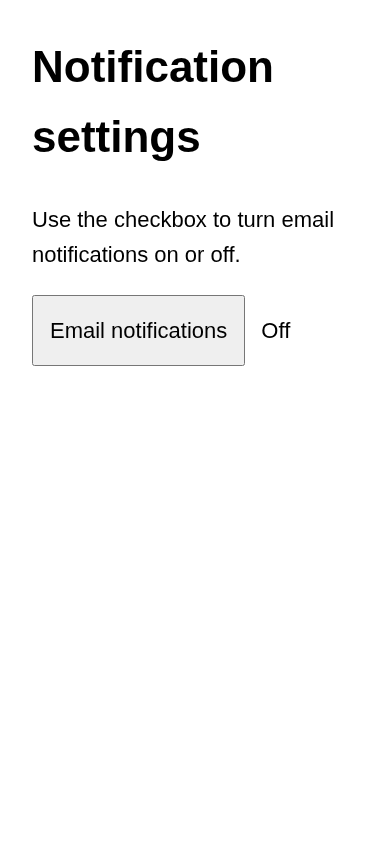 Notification
settings
Use the checkbox to turn email
notifications on or off.
Email notifications Off